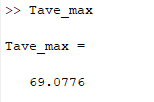 >> Tave_max
Tave_max =
69.0776